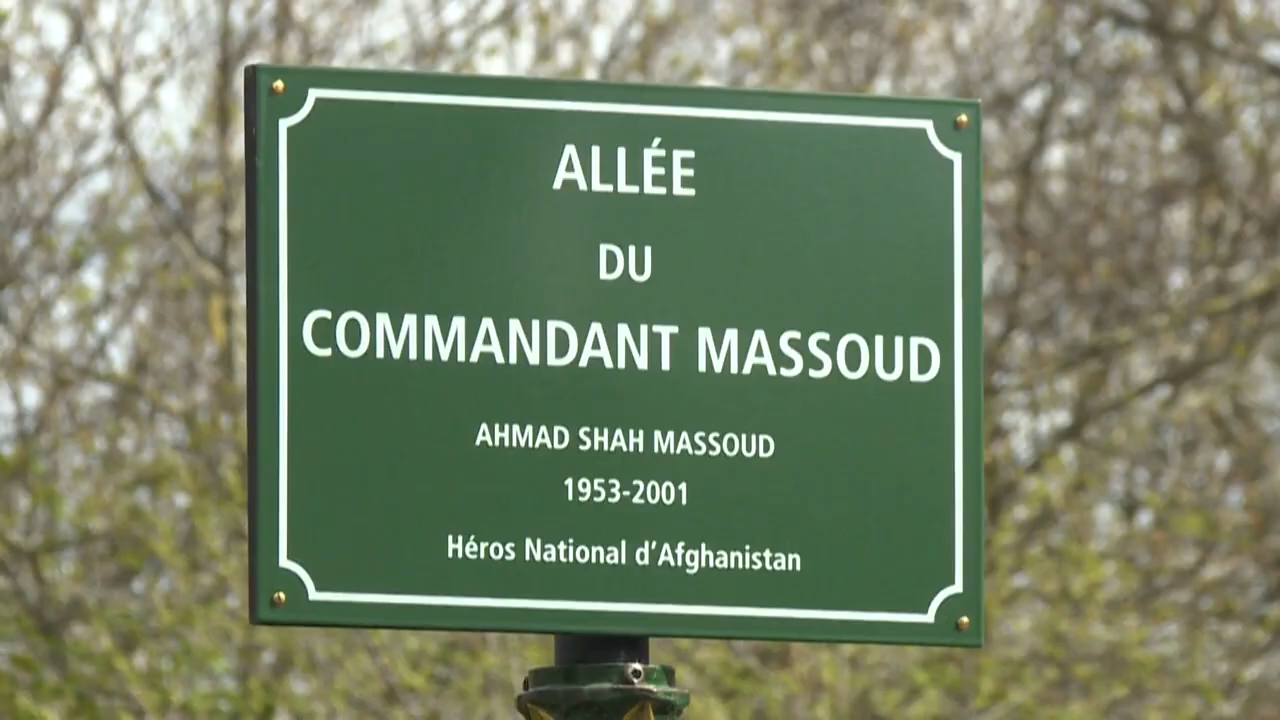 ALLÉE
DU
COMMANDANT MASSOUD
AHMAD SHAH MASSOUD
1953-2001
Héros National d'Afghanistan